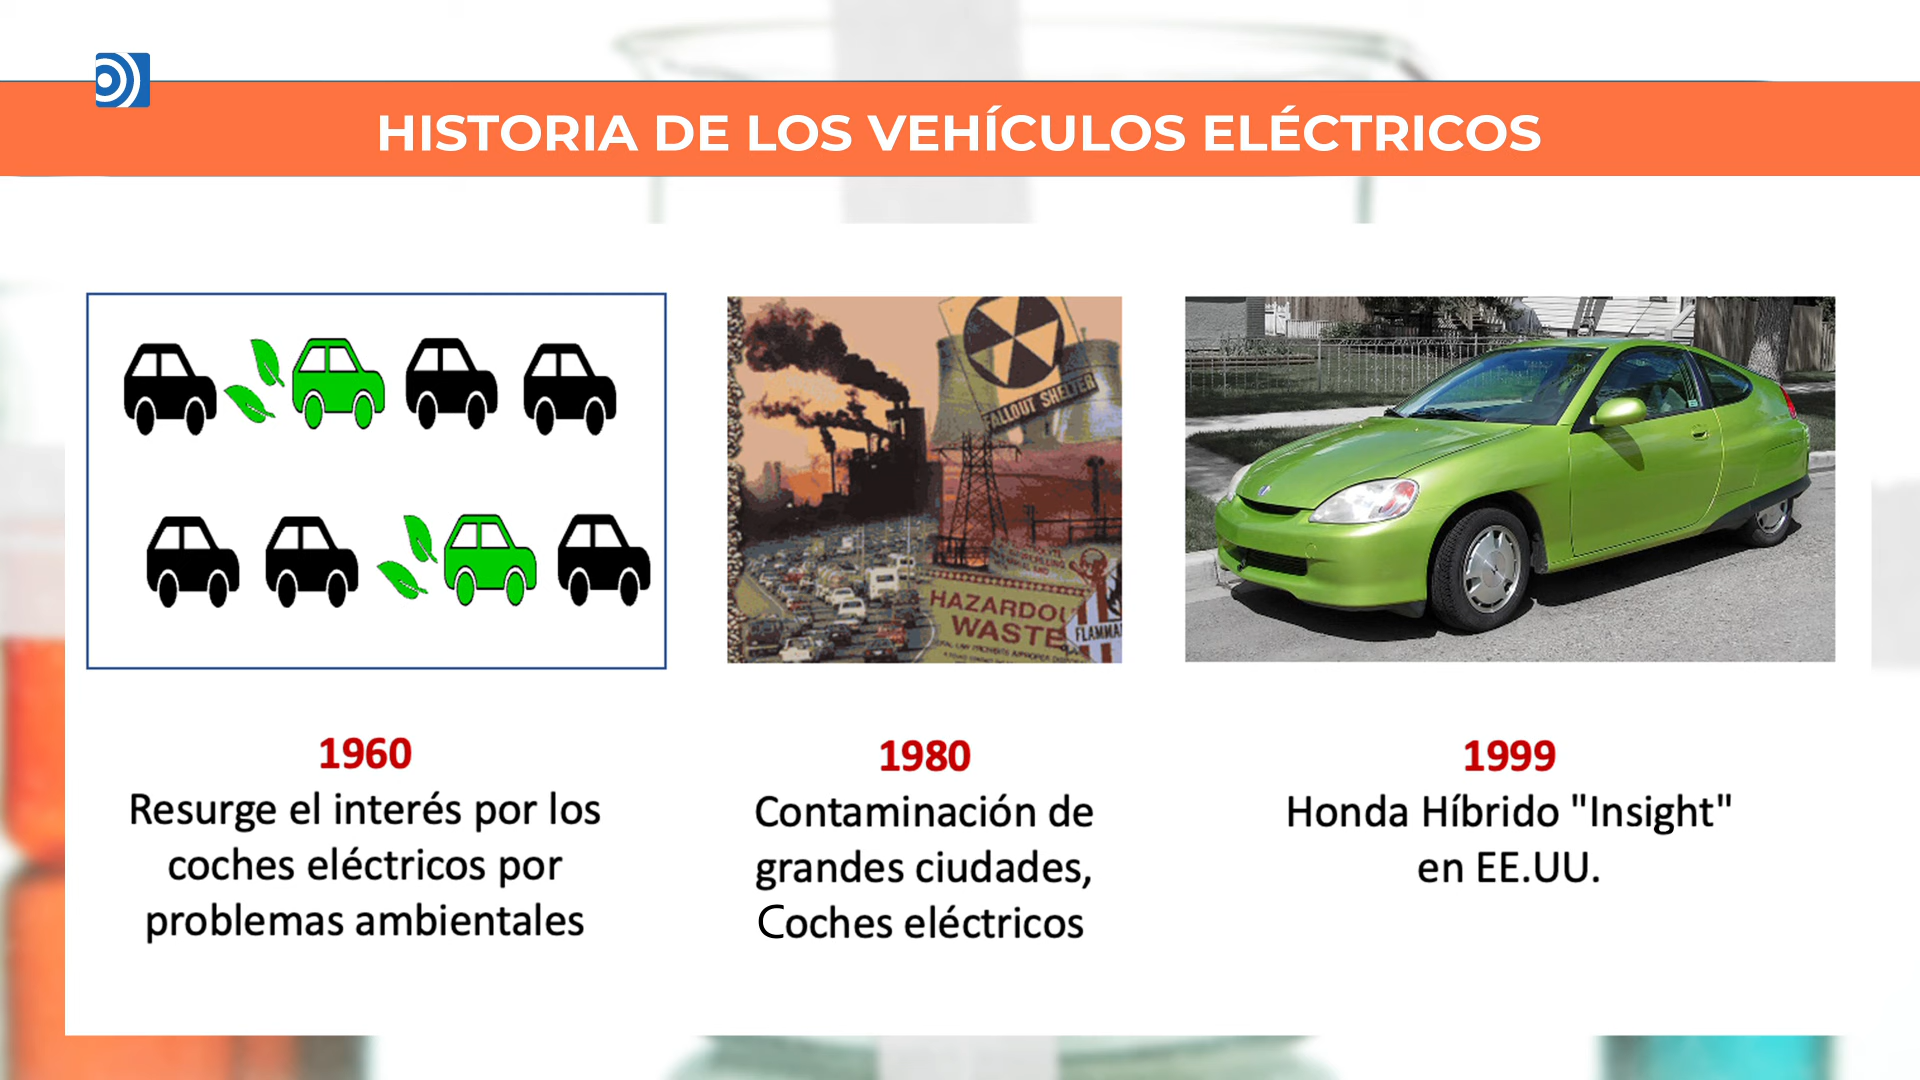 HISTORIA DE LOS VEHÍCULOS ELÉCTRICOS
FALLOUT SHELTER
HAZARDOU
WASTE
FLAMMA
1960
Resurge el interés por los
coches eléctricos por
problemas ambientales
1980
Contaminación de
grandes ciudades,
Coches eléctricos
1999
Honda Híbrido "Insight"
en EE.UU.